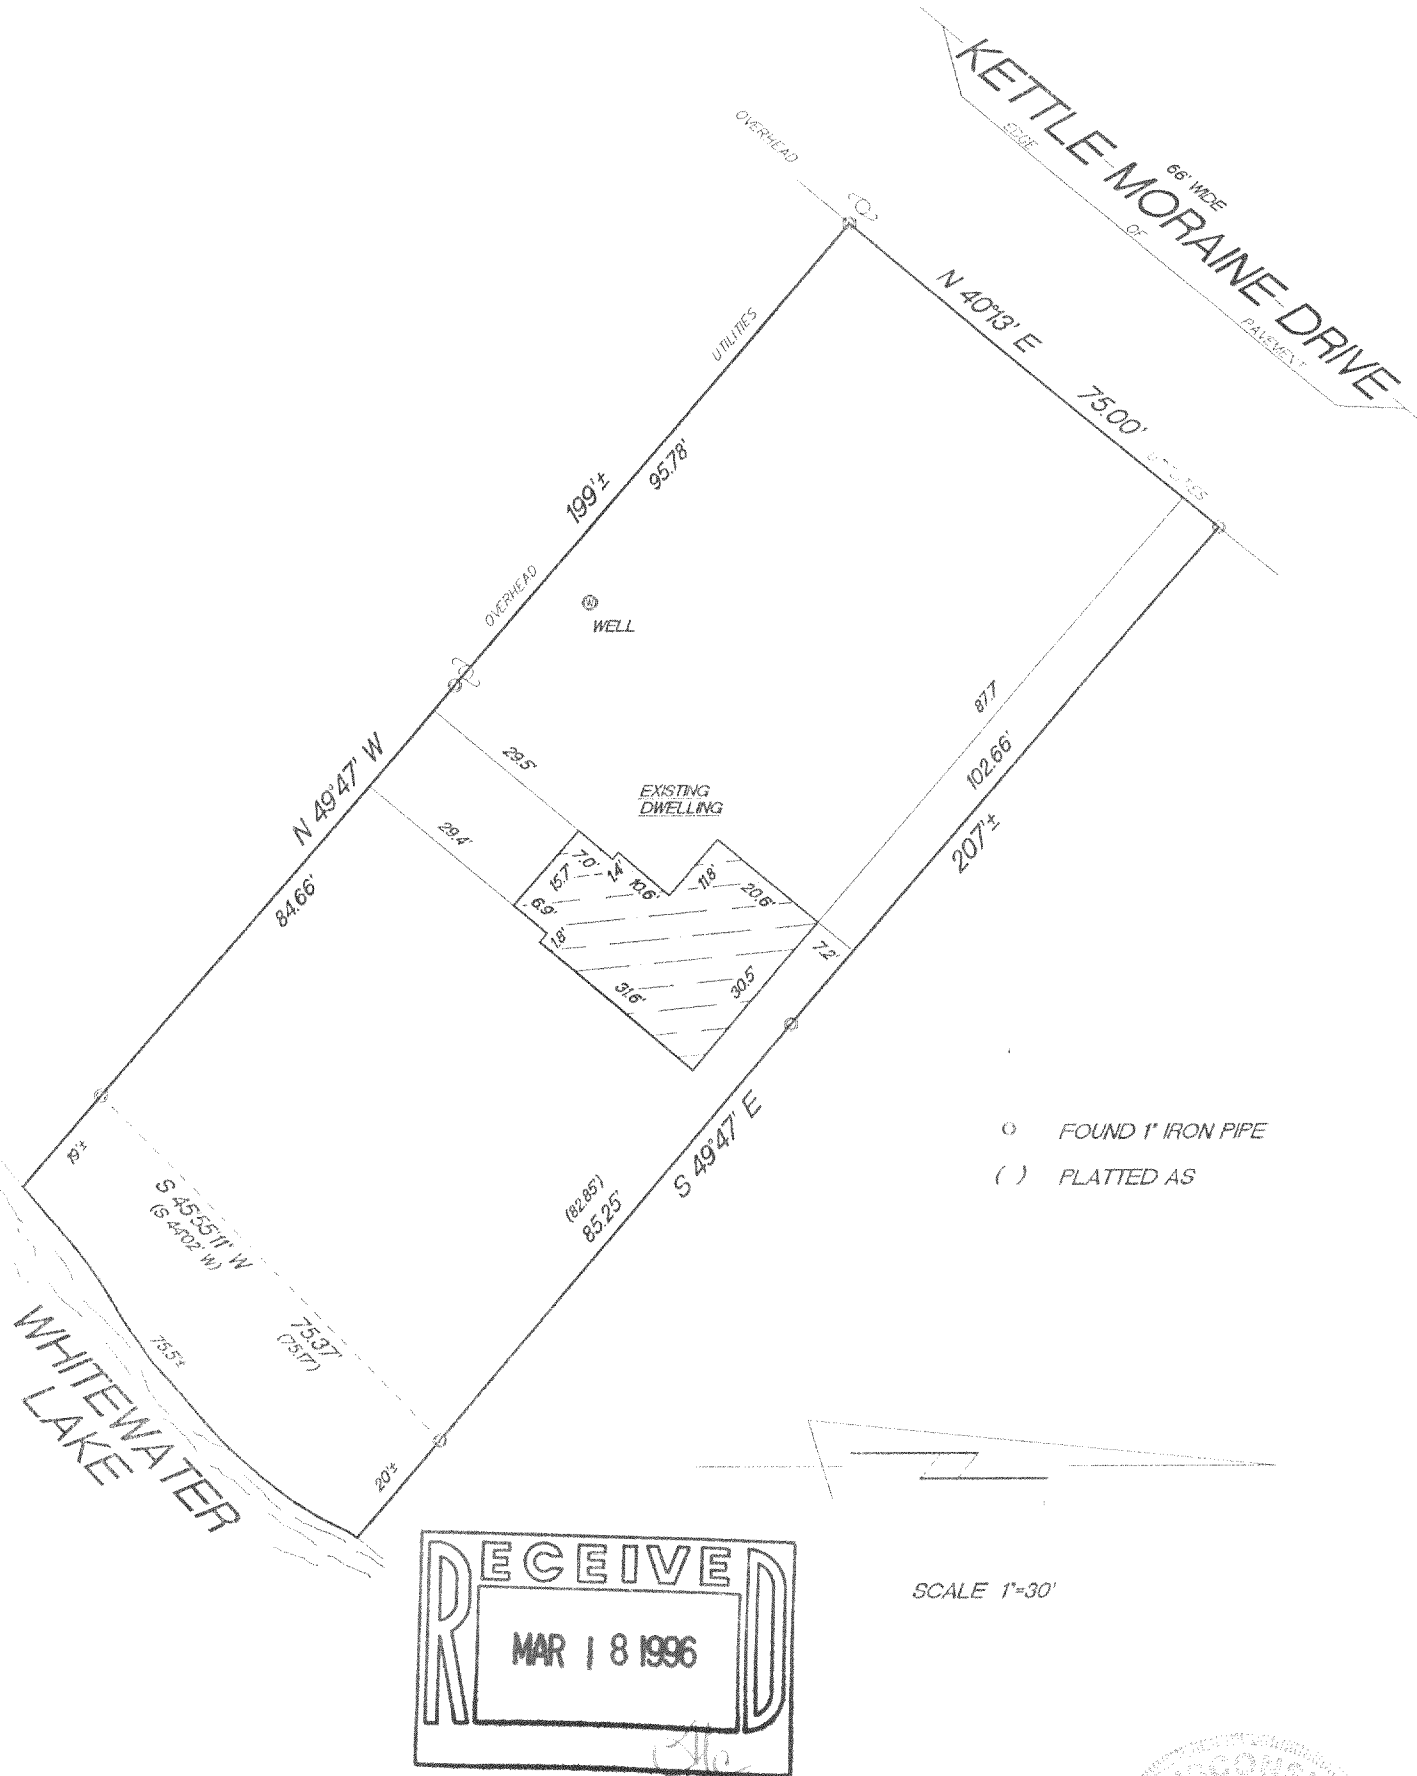 KETTLE MORAINE DRIVE
66' WIDE
EDGE OF PAVEMENT
OVERHEAD
N 40°13' E
75.00'
UTILITIES
UTILITIES
199'±
95.78'
OVERHEAD
WELL
87.7
102.66'
207'±
N 49°47' W
84.66'
29.5'
29.4'
EXISTING
DWELLING
7.0'
1.4'
15.7'
10.6'
11.8'
20.6'
6.9'
1.8'
31.6'
30.5'
7.2'
S 49°47' E
(82.85')
85.25'
19'±
S 45°55'11" W
(S 44°02' W)
75.37'
(75.17')
75.5'±
20'±
WHITEWATER
LAKE
FOUND 1" IRON PIPE
( ) PLATTED AS
SCALE 1"=30'
RECEIVED
MAR 18 1996